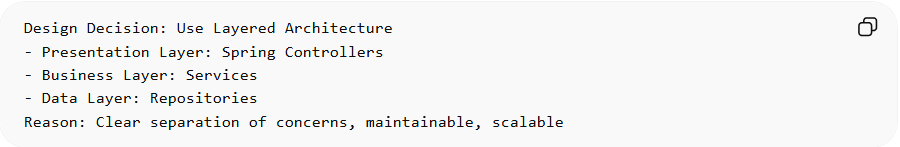 Design Decision: Use Layered Architecture
- Presentation Layer: Spring Controllers
- Business Layer: Services
- Data Layer: Repositories
Reason: Clear separation of concerns, maintainable, scalable